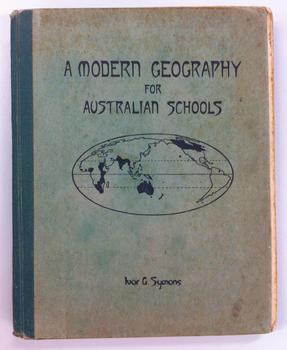 A MODERN GEOGRAPHY
FOR
AUSTRALIAN SCHOOLS
Ivor G. Symons